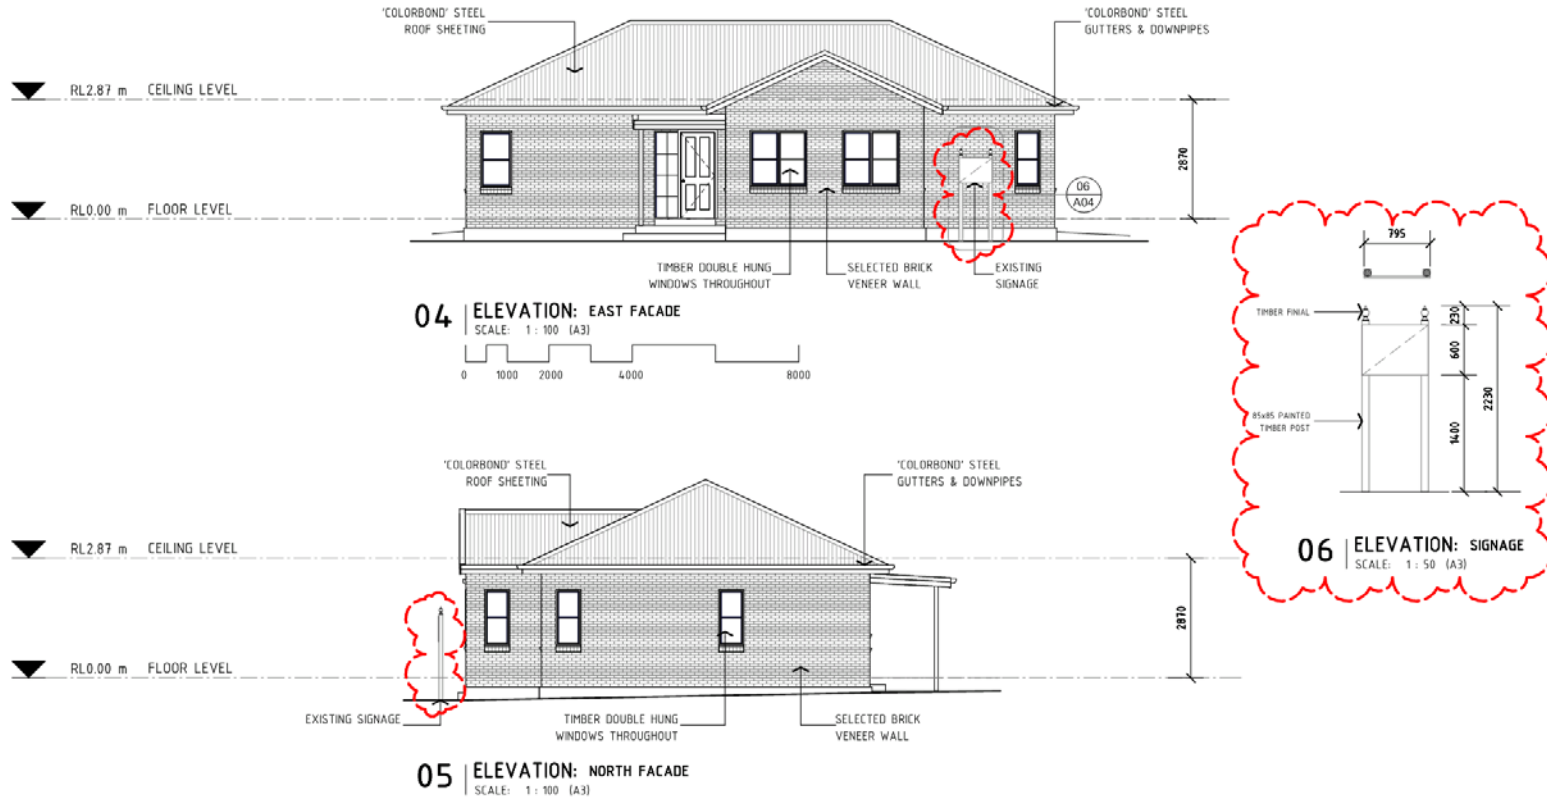 'COLORBOND' STEEL
ROOF SHEETING
'COLORBOND' STEEL
GUTTERS & DOWNPIPES
RL2.87 m CEILING LEVEL
2870
06
A04
RL0.00 m FLOOR LEVEL
TIMBER DOUBLE HUNG
WINDOWS THROUGHOUT
SELECTED BRICK
VENEER WALL
EXISTING
SIGNAGE
04 ELEVATION: EAST FACADE
SCALE: 1 : 100 (A3)
0 1000 2000 4000 8000
795
TIMBER FINIAL
230
600
2230
85x85 PAINTED
TIMBER POST
1400
06 ELEVATION: SIGNAGE
SCALE: 1 : 50 (A3)
'COLORBOND' STEEL
ROOF SHEETING
'COLORBOND' STEEL
GUTTERS & DOWNPIPES
RL2.87 m CEILING LEVEL
2870
RL0.00 m FLOOR LEVEL
EXISTING SIGNAGE
TIMBER DOUBLE HUNG
WINDOWS THROUGHOUT
SELECTED BRICK
VENEER WALL
05 ELEVATION: NORTH FACADE
SCALE: 1 : 100 (A3)